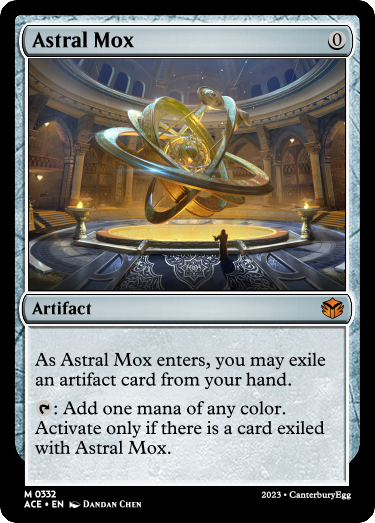 Astral Mox 0
Artifact
As Astral Mox enters, you may exile
an artifact card from your hand.
: Add one mana of any color.
Activate only if there is a card exiled
with Astral Mox.
M 0332
ACE • EN DANDAN CHEN
2023 • CanterburyEgg